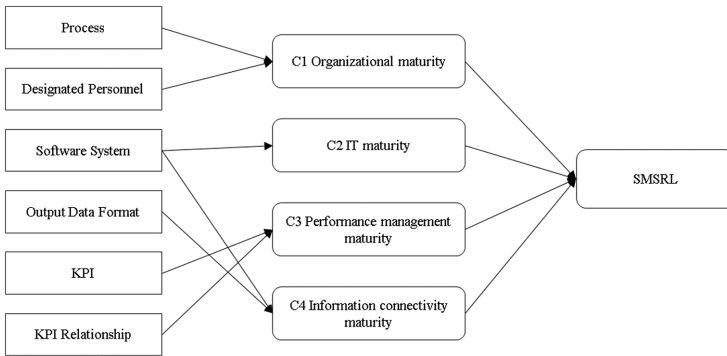 Process
Designated Personnel
Software System
Output Data Format
KPI
KPI Relationship
C1 Organizational maturity
C2 IT maturity
C3 Performance management
maturity
C4 Information connectivity
maturity
SMSRL